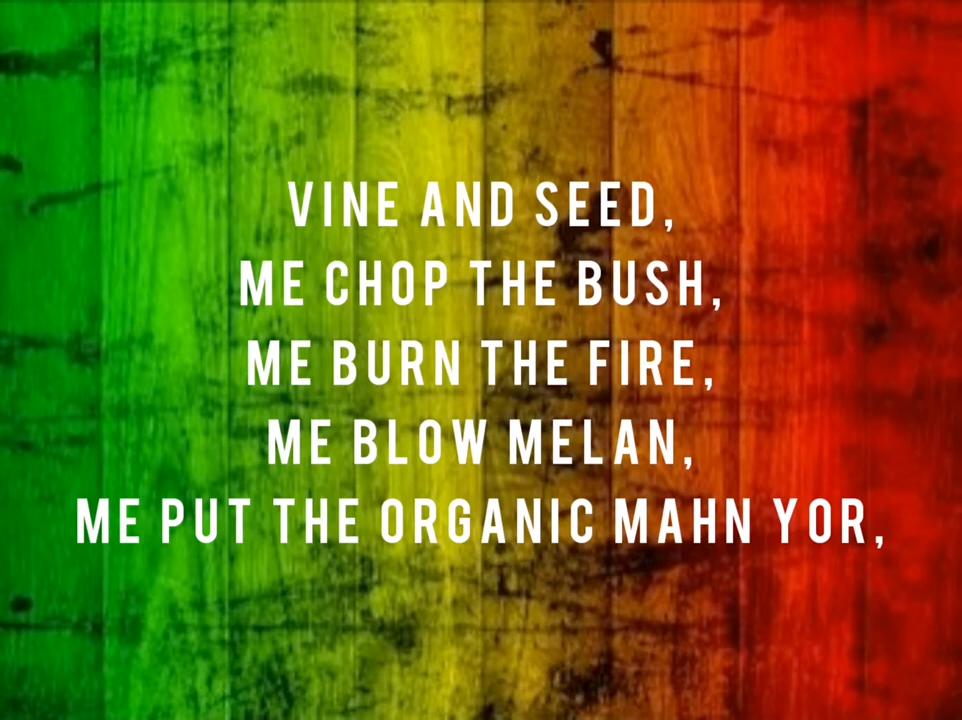 VINE AND SEED,
ME CHOP THE BUSH,
ME BURN THE FIRE,
ME BLOW MELAN,
ME PUT THE ORGANIC MAHN YOR,